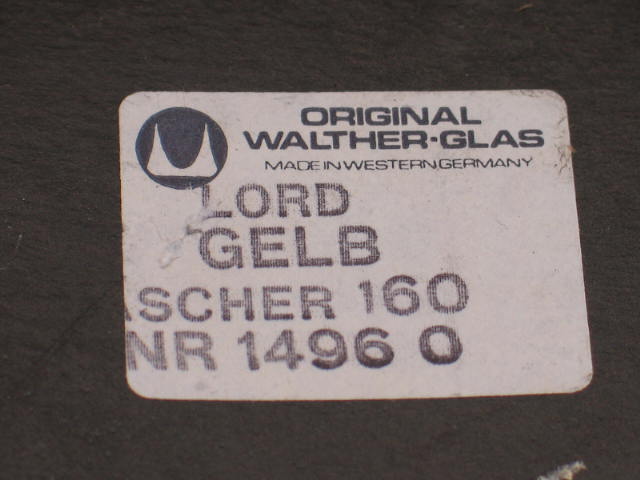 ORIGINAL
WALTHER-GLAS
MADE IN WESTERN GERMANY
LORD
GELB
ASCHER 160
NR 1496 0